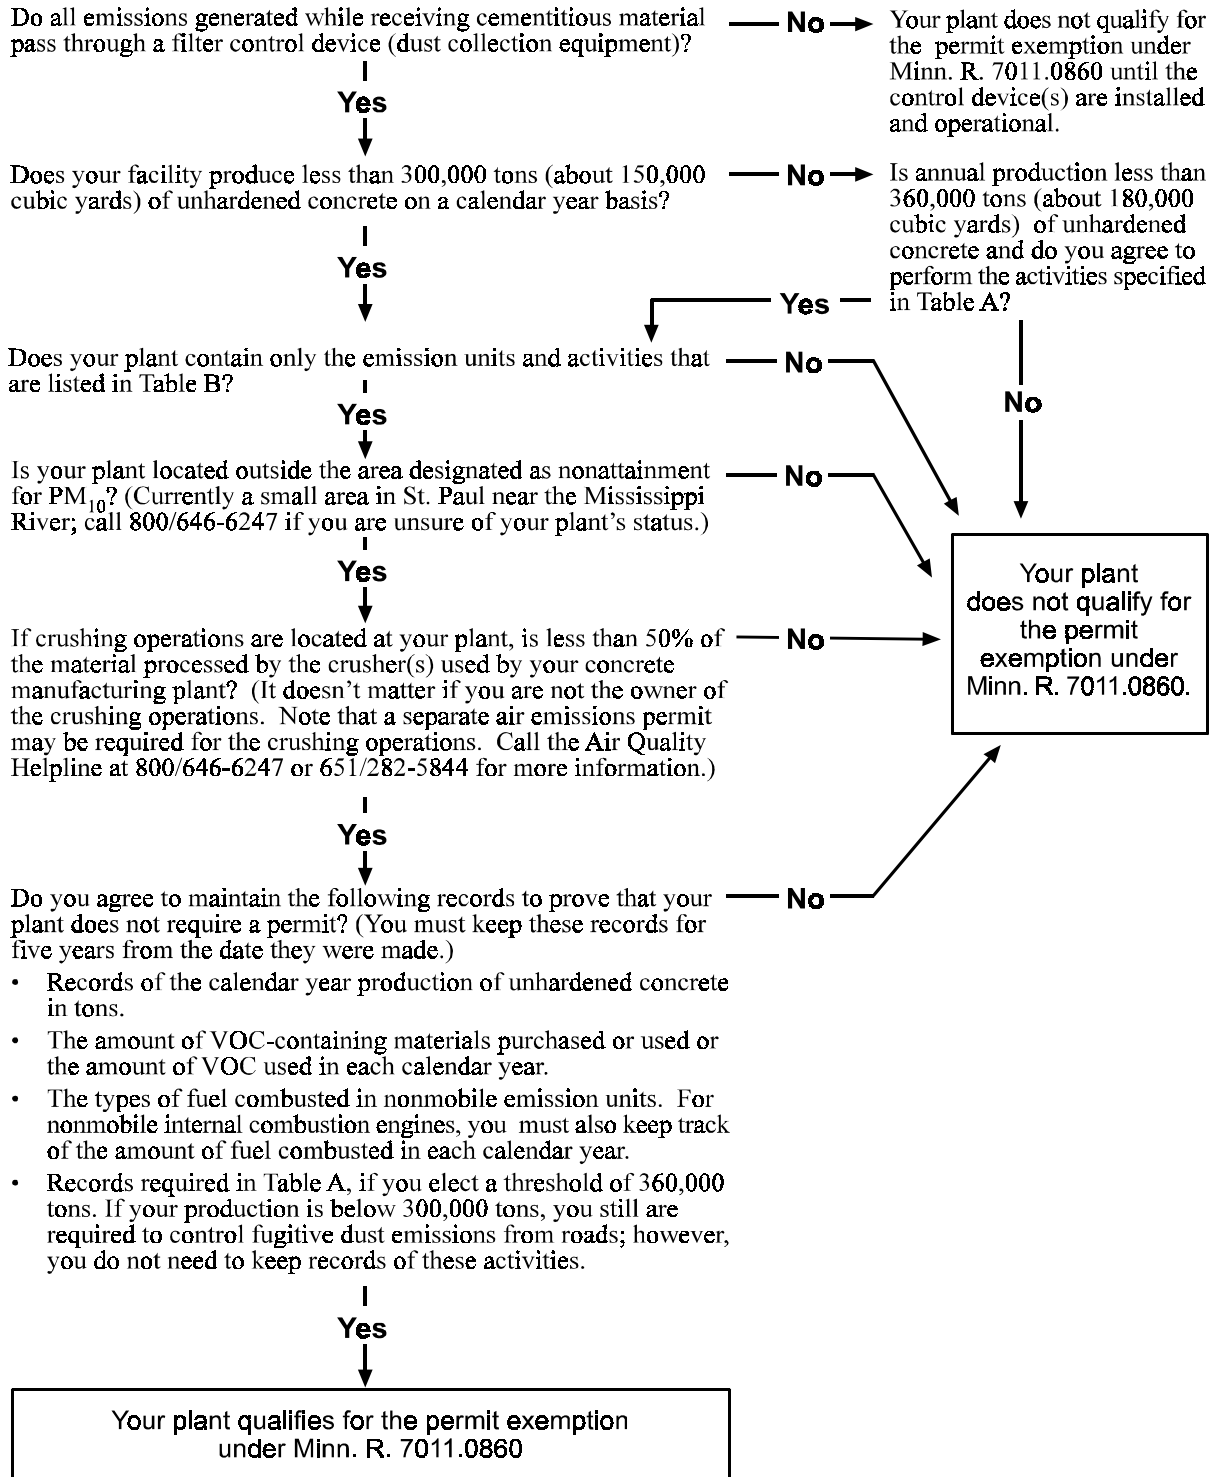 Do all emissions generated while receiving cementitious material
pass through a filter control device (dust collection equipment)?
No
Your plant does not qualify for
the permit exemption under
Minn. R. 7011.0860 until the
control device(s) are installed
and operational.
Yes
Does your facility produce less than 300,000 tons (about 150,000
cubic yards) of unhardened concrete on a calendar year basis?
No
Is annual production less than
360,000 tons (about 180,000
cubic yards) of unhardened
concrete and do you agree to
perform the activities specified
in Table A?
Yes
Yes
No
Does your plant contain only the emission units and activities that
are listed in Table B?
No
Yes
Is your plant located outside the area designated as nonattainment
for PM10? (Currently a small area in St. Paul near the Mississippi
River; call 800/646-6247 if you are unsure of your plant's status.)
No
Yes
Your plant
does not qualify for
the permit
exemption under
Minn. R. 7011.0860.
If crushing operations are located at your plant, is less than 50% of
the material processed by the crusher(s) used by your concrete
manufacturing plant? (It doesn't matter if you are not the owner of
the crushing operations. Note that a separate air emissions permit
may be required for the crushing operations. Call the Air Quality
Helpline at 800/646-6247 or 651/282-5844 for more information.)
No
Yes
Do you agree to maintain the following records to prove that your
plant does not require a permit? (You must keep these records for
five years from the date they were made.)
No
• Records of the calendar year production of unhardened concrete
in tons.
• The amount of VOC-containing materials purchased or used or
the amount of VOC used in each calendar year.
• The types of fuel combusted in nonmobile emission units. For
nonmobile internal combustion engines, you must also keep track
of the amount of fuel combusted in each calendar year.
• Records required in Table A, if you elect a threshold of 360,000
tons. If your production is below 300,000 tons, you still are
required to control fugitive dust emissions from roads; however,
you do not need to keep records of these activities.
Yes
Your plant qualifies for the permit exemption
under Minn. R. 7011.0860